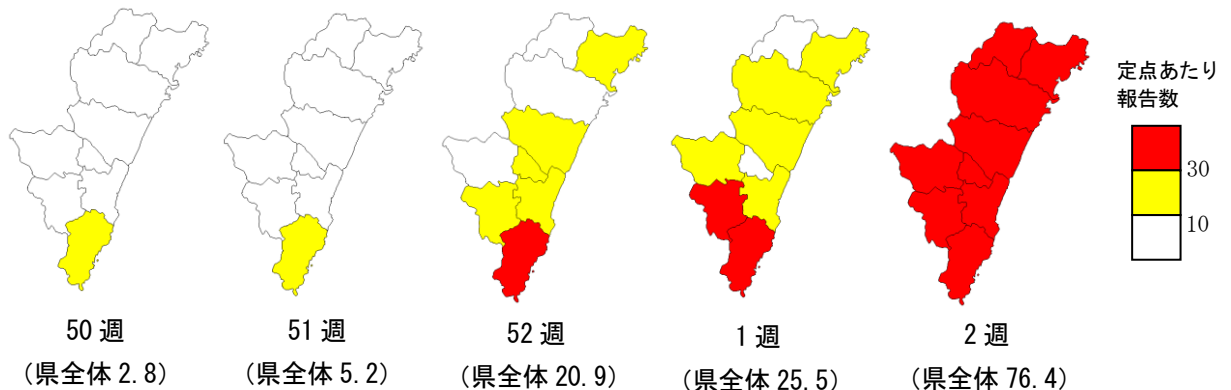 定点あたり
報告数
30
10
50 週
(県全体 2.8)
51 週
(県全体 5.2)
52 週
(県全体 20.9)
1 週
(県全体 25.5)
2 週
(県全体 76.4)